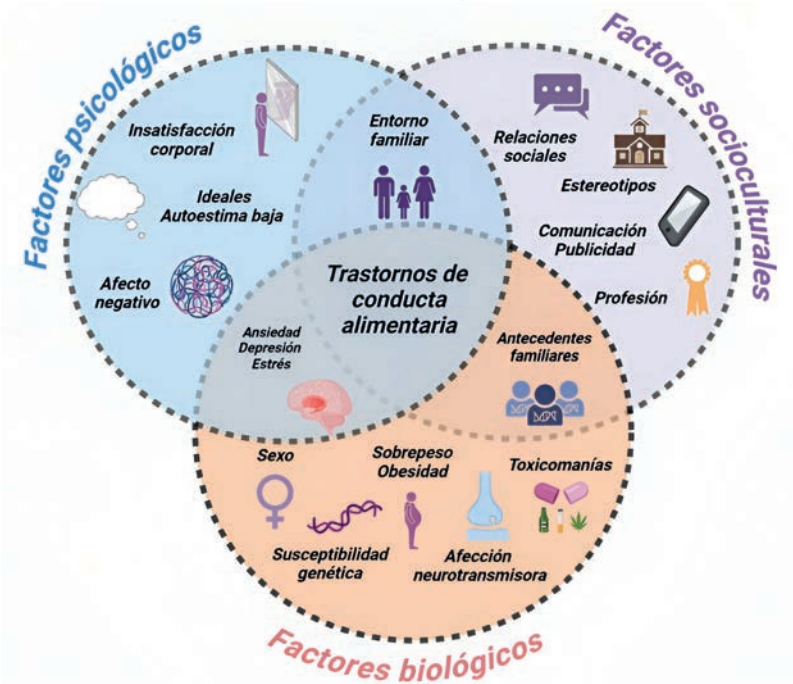 Factores psicológicos
Factores socioculturales
Insatisfacción
corporal
Ideales
Autoestima baja
Afecto
negativo
Entorno
familiar
Relaciones
sociales
Estereotipos
Comunicación
Publicidad
Profesión
Trastornos de
conducta
alimentaria
Ansiedad
Depresión
Estrés
Antecedentes
familiares
Sexo
Sobrepeso
Obesidad
Toxicomanías
Susceptibilidad
genética
Afección
neurotransmisora
Factores biológicos